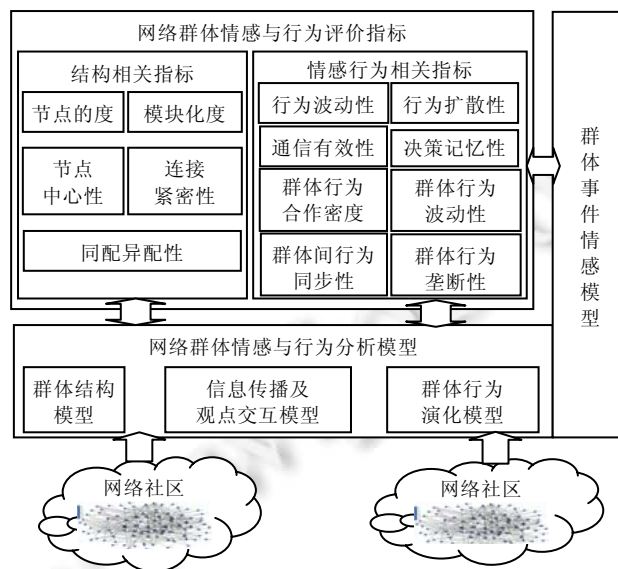 网络群体情感与行为评价指标
结构相关指标
节点的度
模块化度
节点
中心性
连接
紧密性
同配异配性
情感行为相关指标
行为波动性
行为扩散性
通信有效性
决策记忆性
群体行为
合作密度
群体行为
波动性
群体间行为
同步性
群体行为
垄断性
群体事件情感模型
网络群体情感与行为分析模型
群体结构
模型
信息传播及
观点交互模型
群体行为
演化模型
网络社区
网络社区